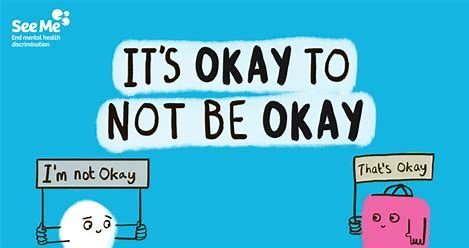 See Me
End mental health
discrimination
IT'S OKAY TO
NOT BE OKAY
I'm not Okay
That's Okay